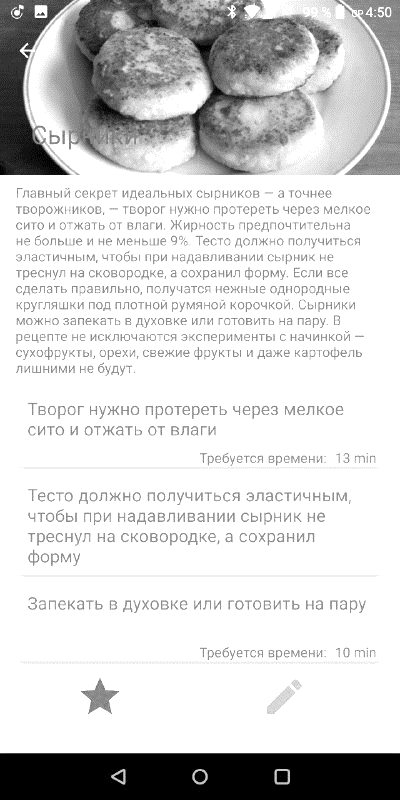 99 % СР 4:50
Сырники
Главный секрет идеальных сырников — а точнее
творожников, — творог нужно протереть через мелкое
сито и отжать от влаги. Жирность предпочтительна
не больше и не меньше 9%. Тесто должно получиться
эластичным, чтобы при надавливании сырник не
треснул на сковородке, а сохранил форму. Если все
сделать правильно, получатся нежные однородные
кругляшки под плотной румяной корочкой. Сырники
можно запекать в духовке или готовить на пару. В
рецепте не исключаются эксперименты с начинкой —
сухофрукты, орехи, свежие фрукты и даже картофель
лишними не будут.
Творог нужно протереть через мелкое
сито и отжать от влаги
Требуется времени: 13 min
Тесто должно получиться эластичным,
чтобы при надавливании сырник не
треснул на сковородке, а сохранил
форму
Запекать в духовке или готовить на пару
Требуется времени: 10 min